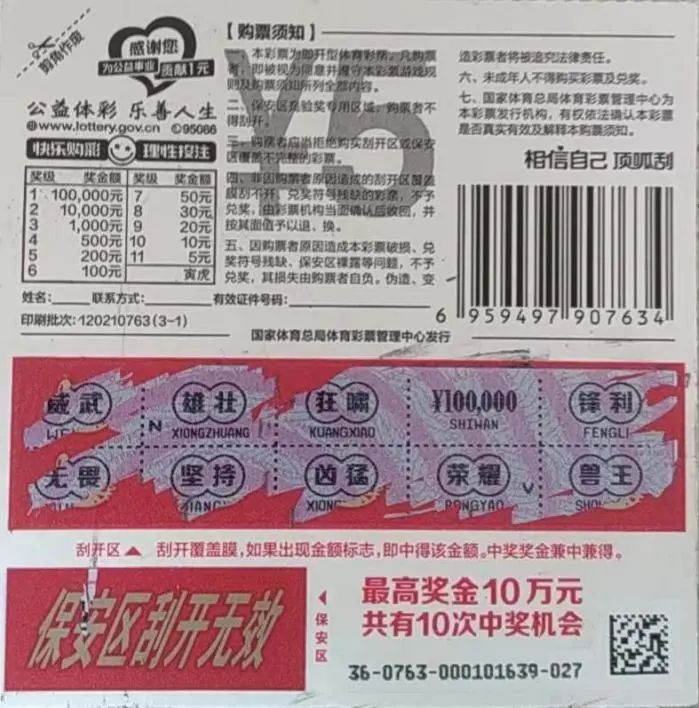 剪角作废
感谢您
为公益事业 贡献1元
公益体彩 乐善人生
www.lottery.gov.cn ©95086
快乐购彩 理性投注
奖级 奖金额 奖级 奖金额
1 100,000元 7 50元
2 10,000元 8 30元
3 1,000元 9 20元
4 500元 10 10元
5 200元 11 5元
6 100元 寅虎
姓名:____联系方式:____有效证件号码:____
印刷批次:120210763(3-1)
【购票须知】
¥5
一、本彩票为即开型体育彩票。凡购票
者,即被视为同意并遵守本彩票游戏规
则及购票须知所列全部内容。
二、保安区是验奖专用区域,购票者不
得刮开。
三、购票者应当拒绝购买刮开区或保安
区覆盖不完整的彩票。
四、非因购票者原因造成的刮开区覆盖
膜刮不开、兑奖符号残缺的彩票,不予
兑奖,由彩票机构当面确认后收回,并
按其面值予以退、换。
五、因购票者原因造成本彩票破损、兑
奖符号残缺、保安区裸露等问题,不予
兑奖,其损失由购票者自负。伪造、变
造彩票者将被追究法律责任。
六、未成年人不得购买彩票及兑奖。
七、国家体育总局体育彩票管理中心为
本彩票发行机构,有权依法确认本彩票
是否真实有效及解释本购票须知。
相信自己 顶呱刮
6 959497 907634
国家体育总局体育彩票管理中心发行
威武 雄壮 狂啸 ¥100,000 锋利
XIONGZHUANG KUANGXIAO SHIWAN FENGLI
N
无畏 坚持 凶猛 荣耀 兽王
RONGYAO V
刮开区 ▲ 刮开覆盖膜,如果出现金额标志,即中得该金额。中奖奖金兼中兼得。
保安区刮开无效
◀保安区
最高奖金10万元
共有10次中奖机会
36-0763-000101639-027